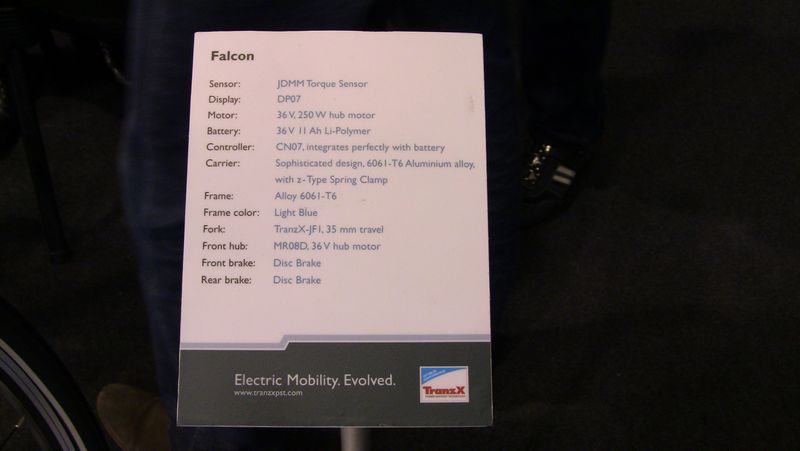 Falcon
Sensor: JDMM Torque Sensor
Display: DP07
Motor: 36 V, 250 W hub motor
Battery: 36 V 11 Ah Li-Polymer
Controller: CN07, integrates perfectly with battery
Carrier: Sophisticated design, 6061-T6 Aluminium alloy,
with z-Type Spring Clamp
Frame: Alloy 6061-T6
Frame color: Light Blue
Fork: TranzX-JF1, 35 mm travel
Front hub: MR08D, 36 V hub motor
Front brake: Disc Brake
Rear brake: Disc Brake
Electric Mobility. Evolved.
www.tranzxpst.com
TranzX